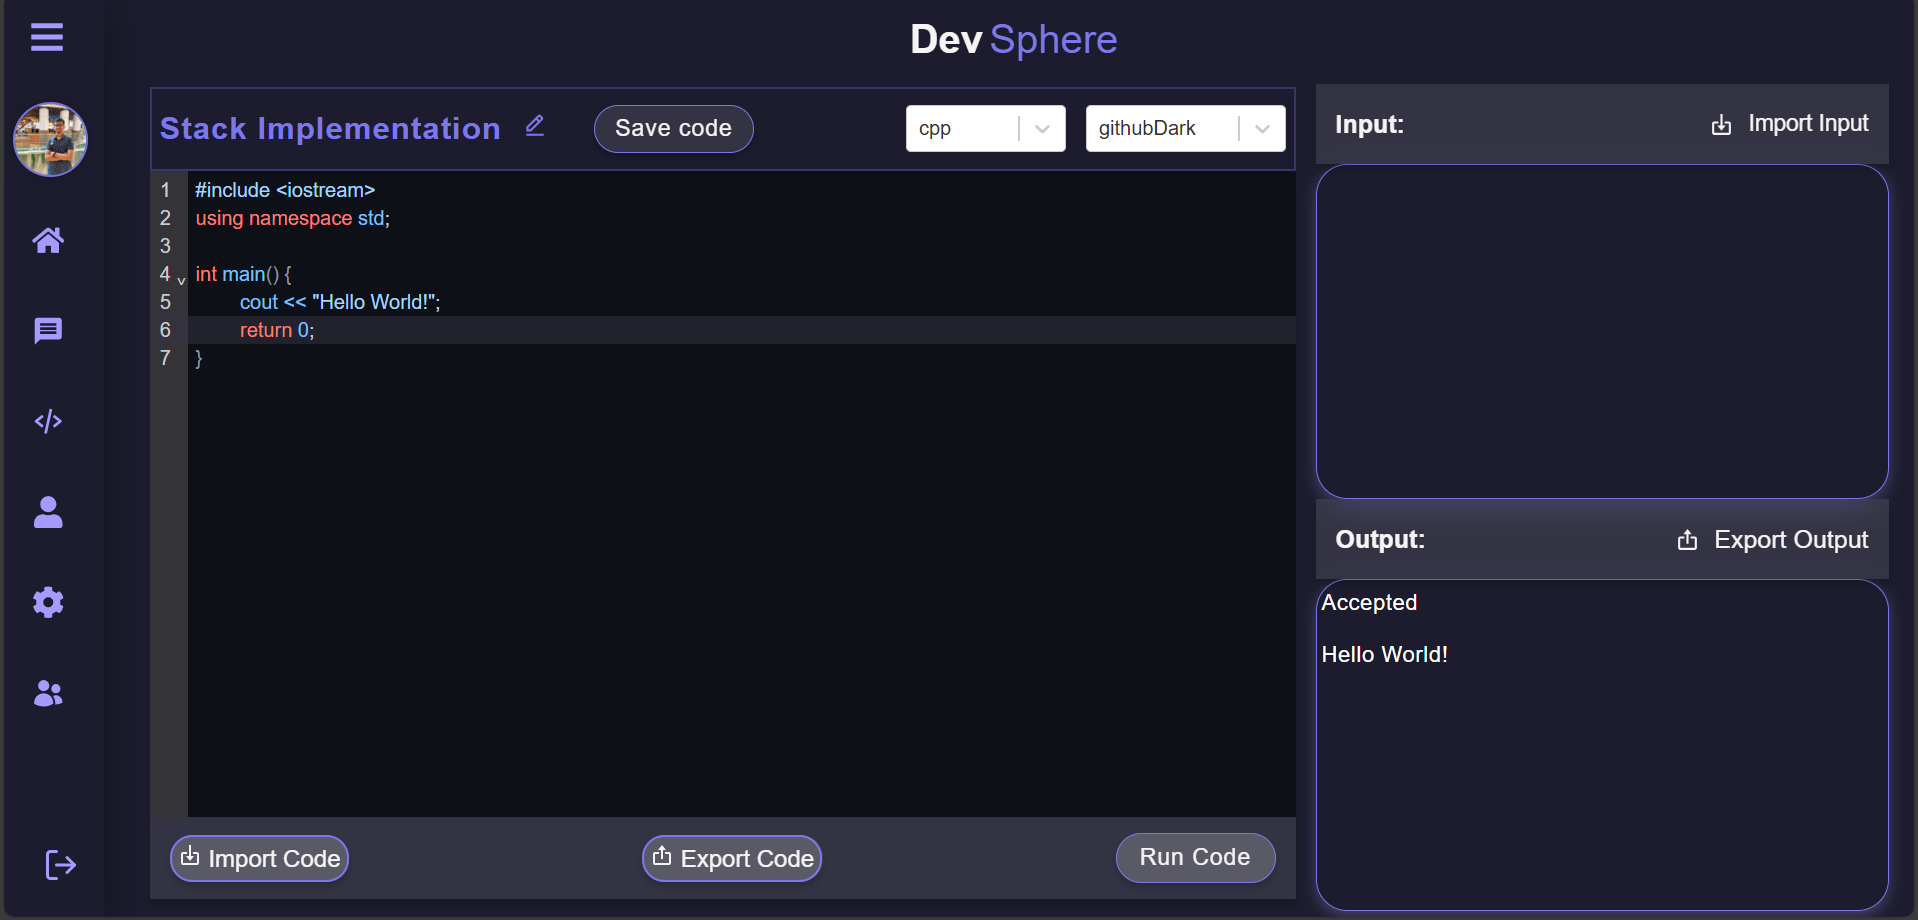 Dev Sphere
Stack Implementation
Save code
cpp
githubDark
1 #include <iostream>
2 using namespace std;
3
4 int main() {
5 cout << "Hello World!";
6 return 0;
7 }
Import Code
Export Code
Run Code
Input:
Import Input
Output:
Export Output
Accepted
Hello World!